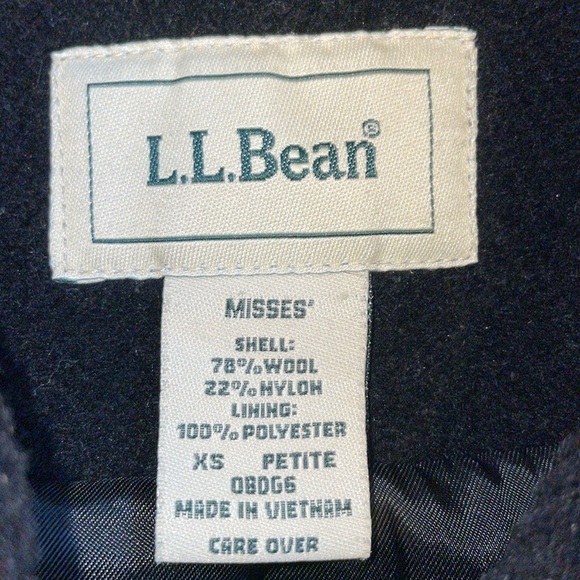 L.L.Bean®
MISSES'
SHELL:
78% WOOL
22% NYLON
LINING:
100% POLYESTER
XS PETITE
0BDG6
MADE IN VIETNAM
CARE OVER